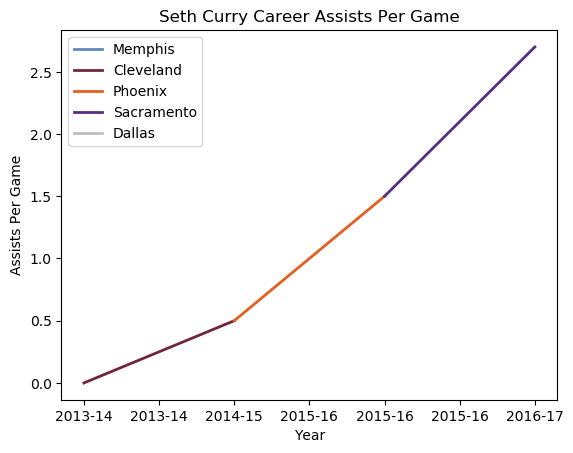 Seth Curry Career Assists Per Game
Memphis
Cleveland
Phoenix
Sacramento
Dallas
2.5
2.0
1.5
1.0
0.5
0.0
Assists Per Game
2013-14 2013-14 2014-15 2015-16 2015-16 2015-16 2016-17
Year